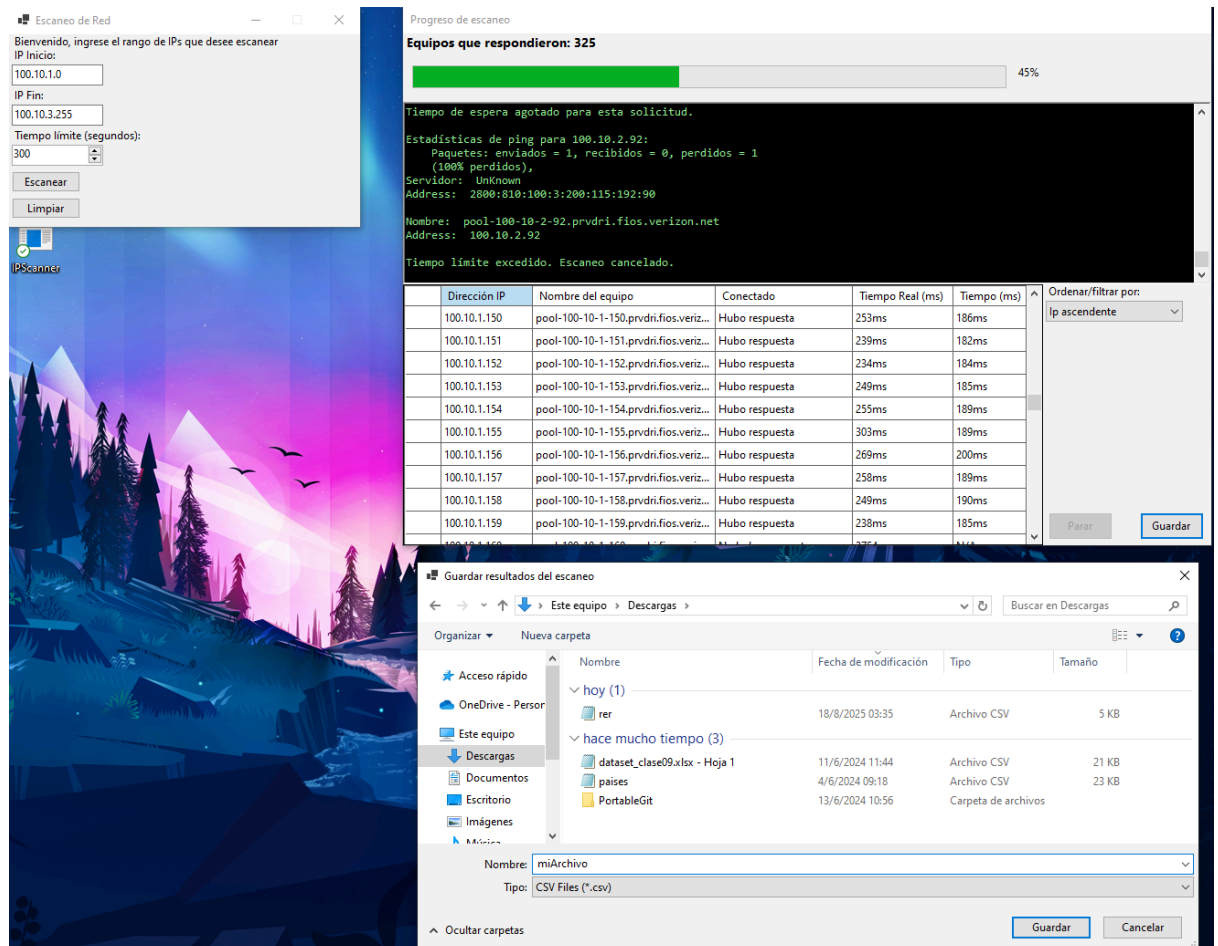 Escaneo de Red
Bienvenido, ingrese el rango de IPs que desee escanear
IP Inicio:
100.10.1.0
IP Fin:
100.10.3.255
Tiempo límite (segundos):
300
Escanear
Limpiar
IPScanner
Progreso de escaneo
Equipos que respondieron: 325
45%
Tiempo de espera agotado para esta solicitud.
Estadísticas de ping para 100.10.2.92:
Paquetes: enviados = 1, recibidos = 0, perdidos = 1
(100% perdidos),
Servidor: UnKnown
Address: 2800:810:100:3:200:115:192:90
Nombre: pool-100-10-2-92.prvdri.fios.verizon.net
Address: 100.10.2.92
Tiempo límite excedido. Escaneo cancelado.
Dirección IP Nombre del equipo Conectado Tiempo Real (ms) Tiempo (ms)
100.10.1.150 pool-100-10-1-150.prvdri.fios.veriz... Hubo respuesta 253ms 186ms
100.10.1.151 pool-100-10-1-151.prvdri.fios.veriz... Hubo respuesta 239ms 182ms
100.10.1.152 pool-100-10-1-152.prvdri.fios.veriz... Hubo respuesta 234ms 184ms
100.10.1.153 pool-100-10-1-153.prvdri.fios.veriz... Hubo respuesta 249ms 185ms
100.10.1.154 pool-100-10-1-154.prvdri.fios.veriz... Hubo respuesta 255ms 189ms
100.10.1.155 pool-100-10-1-155.prvdri.fios.veriz... Hubo respuesta 303ms 189ms
100.10.1.156 pool-100-10-1-156.prvdri.fios.veriz... Hubo respuesta 269ms 200ms
100.10.1.157 pool-100-10-1-157.prvdri.fios.veriz... Hubo respuesta 258ms 189ms
100.10.1.158 pool-100-10-1-158.prvdri.fios.veriz... Hubo respuesta 249ms 190ms
100.10.1.159 pool-100-10-1-159.prvdri.fios.veriz... Hubo respuesta 238ms 185ms
Ordenar/filtrar por:
Ip ascendente
Parar
Guardar
Guardar resultados del escaneo
Este equipo > Descargas >
Buscar en Descargas
Organizar
Nueva carpeta
Acceso rápido
OneDrive - Person
Este equipo
Descargas
Documentos
Escritorio
Imágenes
Música
Nombre Fecha de modificación Tipo Tamaño
hoy (1)
rer 18/8/2025 03:35 Archivo CSV 5 KB
hace mucho tiempo (3)
dataset_clase09.xlsx - Hoja 1 11/6/2024 11:44 Archivo CSV 21 KB
paises 4/6/2024 09:18 Archivo CSV 23 KB
PortableGit 13/6/2024 10:56 Carpeta de archivos
Nombre: miArchivo
Tipo: CSV Files (*.csv)
Ocultar carpetas
Guardar
Cancelar